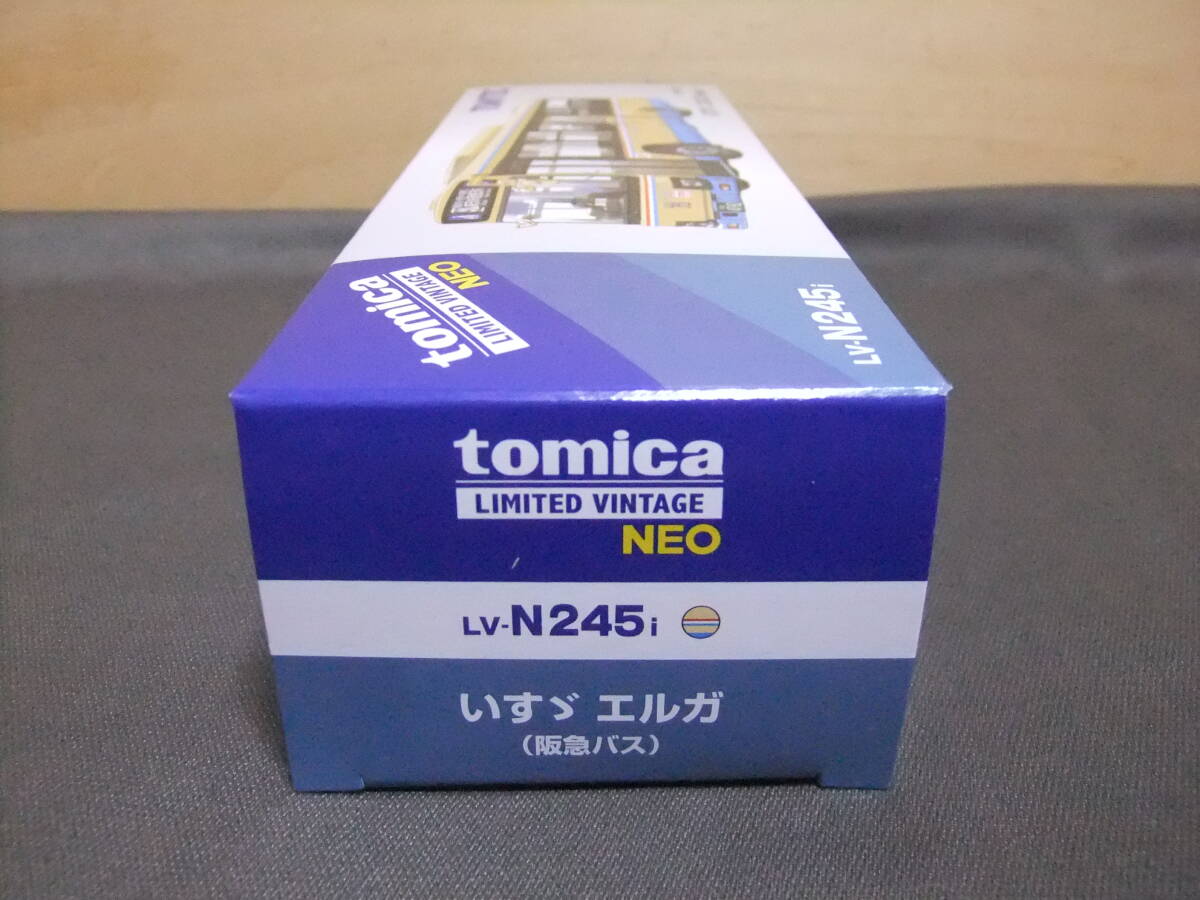 tomica
LIMITED VINTAGE
NEO
LV-N245i
tomica
LIMITED VINTAGE
NEO
LV-N245i
いすゞ エルガ
(阪急バス)